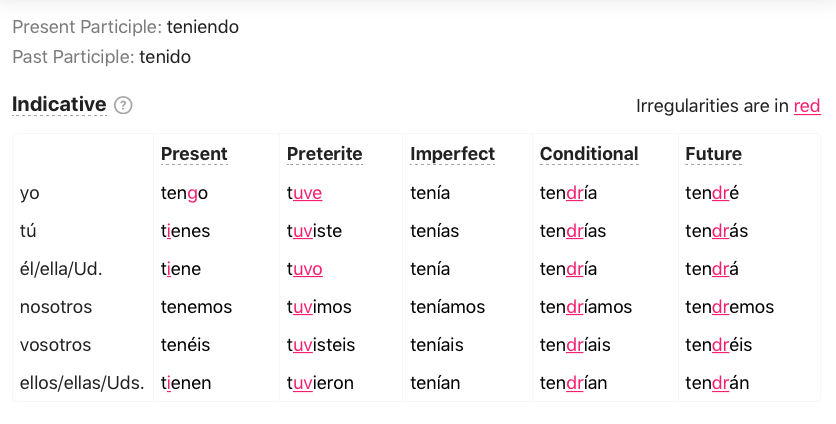 Present Participle: teniendo
Past Participle: tenido
Indicative ? Irregularities are in red
Present Preterite Imperfect Conditional Future
yo tengo tuve tenía tendría tendré
tú tienes tuviste tenías tendrías tendrás
él/ella/Ud. tiene tuvo tenía tendría tendrá
nosotros tenemos tuvimos teníamos tendríamos tendremos
vosotros tenéis tuvisteis teníais tendríais tendréis
ellos/ellas/Uds. tienen tuvieron tenían tendrían tendrán